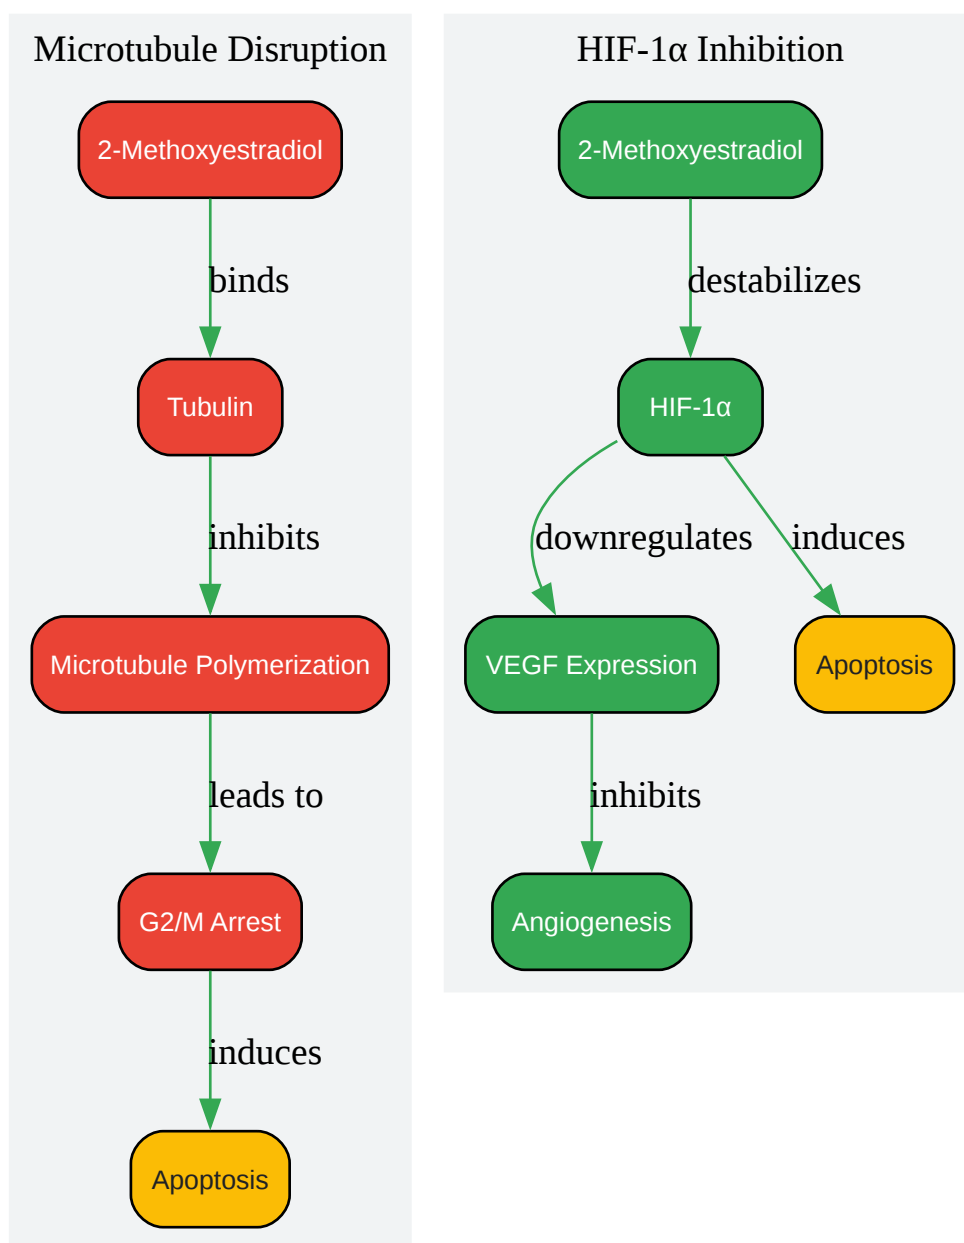 Microtubule Disruption
2-Methoxyestradiol
binds
Tubulin
inhibits
Microtubule Polymerization
leads to
G2/M Arrest
induces
Apoptosis
HIF-1α Inhibition
2-Methoxyestradiol
destabilizes
HIF-1α
downregulates
induces
VEGF Expression
Apoptosis
inhibits
Angiogenesis